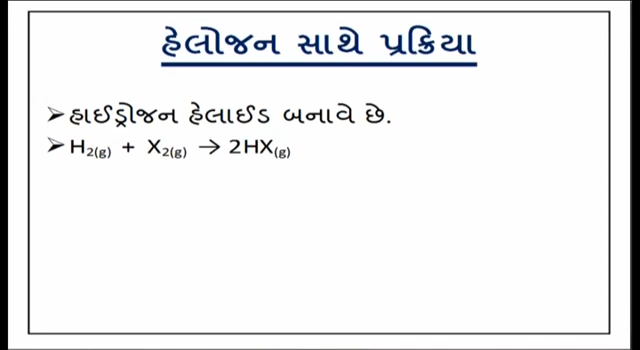 હેલોજન સાથે પ્રક્રિયા
➢હાઈડ્રોજન હેલાઈડ બનાવે છે.
➢H₂(g) + X₂(g) → 2HX(g)